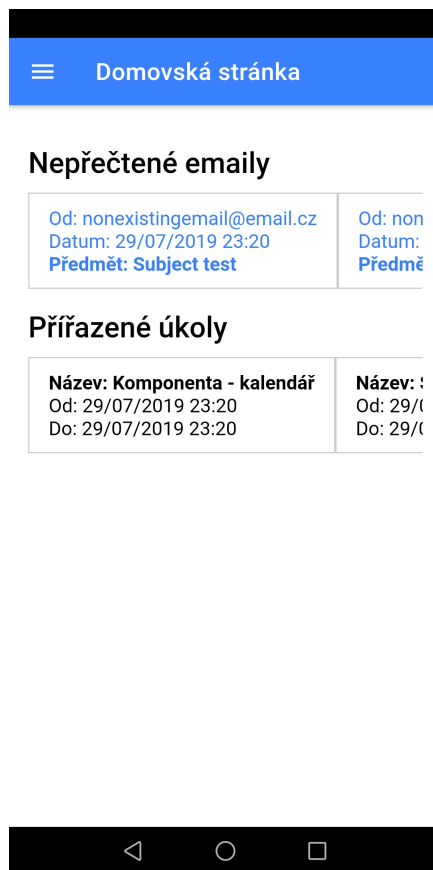 Domovská stránka
Nepřečtené emaily
Od: nonexistingemail@email.cz
Datum: 29/07/2019 23:20
Předmět: Subject test
Od: non
Datum:
Předmě
Přířazené úkoly
Název: Komponenta - kalendář
Od: 29/07/2019 23:20
Do: 29/07/2019 23:20
Název:
Od: 29/0
Do: 29/0